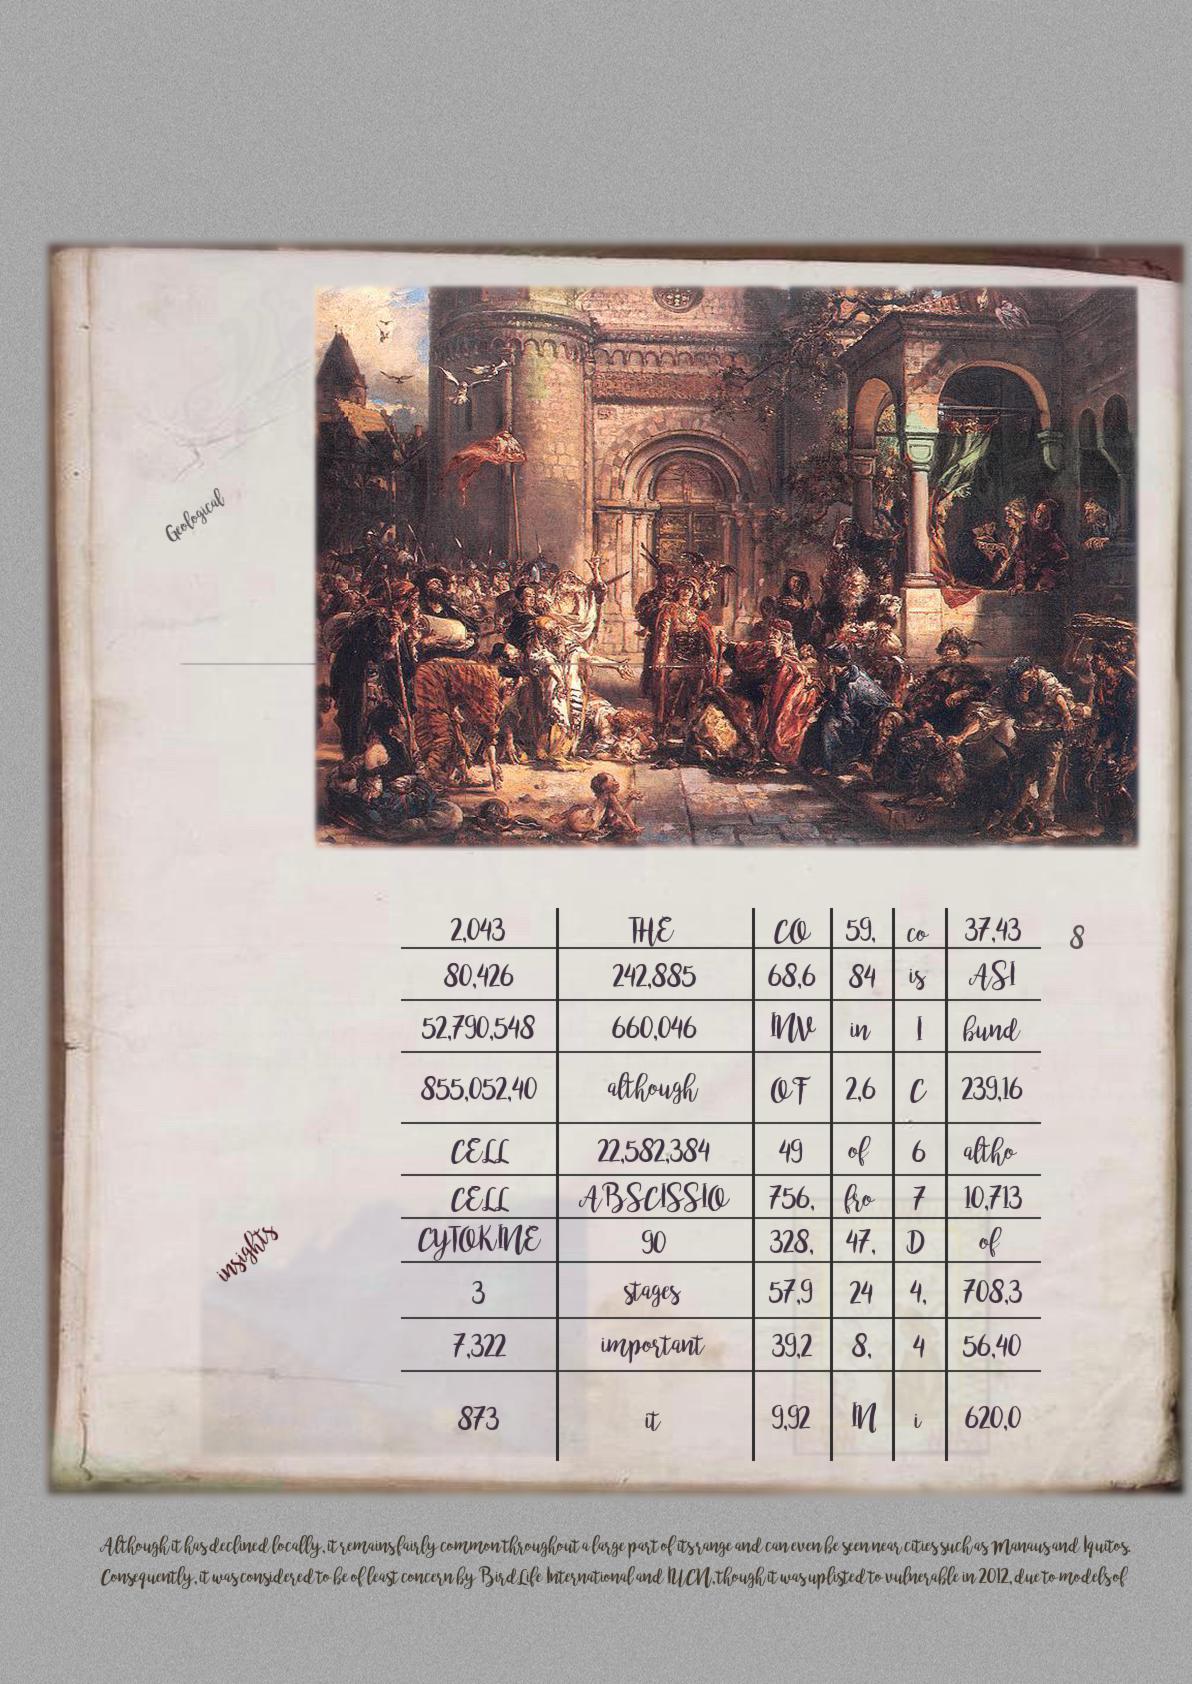 Geological
2,043 THE CO 59, co 37,43 8
80,426 242,885 68,6 84 is ASI
52,790,548 660,046 INV in I bund
855,052,40 although OF 2,6 C 239,16
CELL 22,582,384 49 of 6 altho
CELL ABSCISSIO 756, fro 7 10,713
CYTOKINE 90 328, 47, D of
insights
3 stages 57,9 24 4, 708,3
7,322 important 39,2 8, 4 56,40
873 it 9,92 IN i 620,0
Although it has declined locally, it remains fairly common throughout a large part of its range and can even be seen near cities such as Manaus and Iquitos.
Consequently, it was considered to be of least concern by BirdLife International and IUCN, though it was uplisted to vulnerable in 2012, due to models of